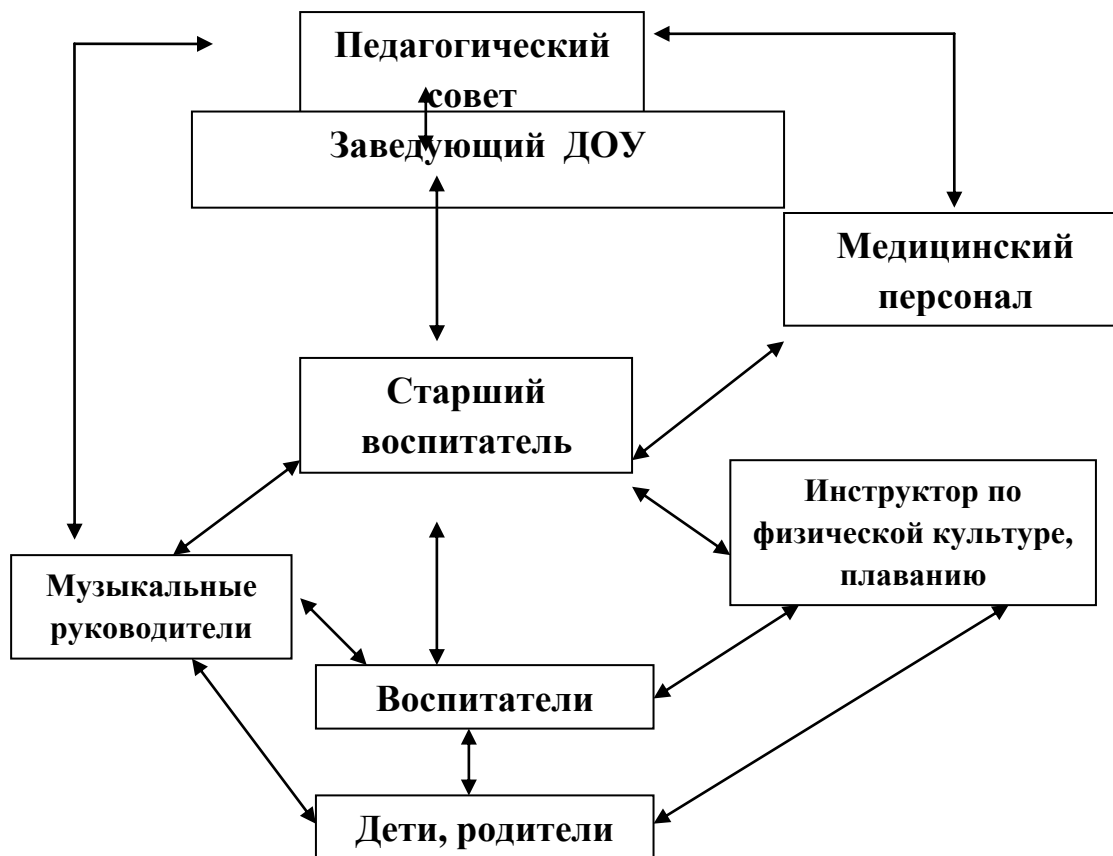 Педагогический
совет
Заведующий ДОУ
Медицинский
персонал
Старший
воспитатель
Инструктор по
физической культуре,
плаванию
Музыкальные
руководители
Воспитатели
Дети, родители